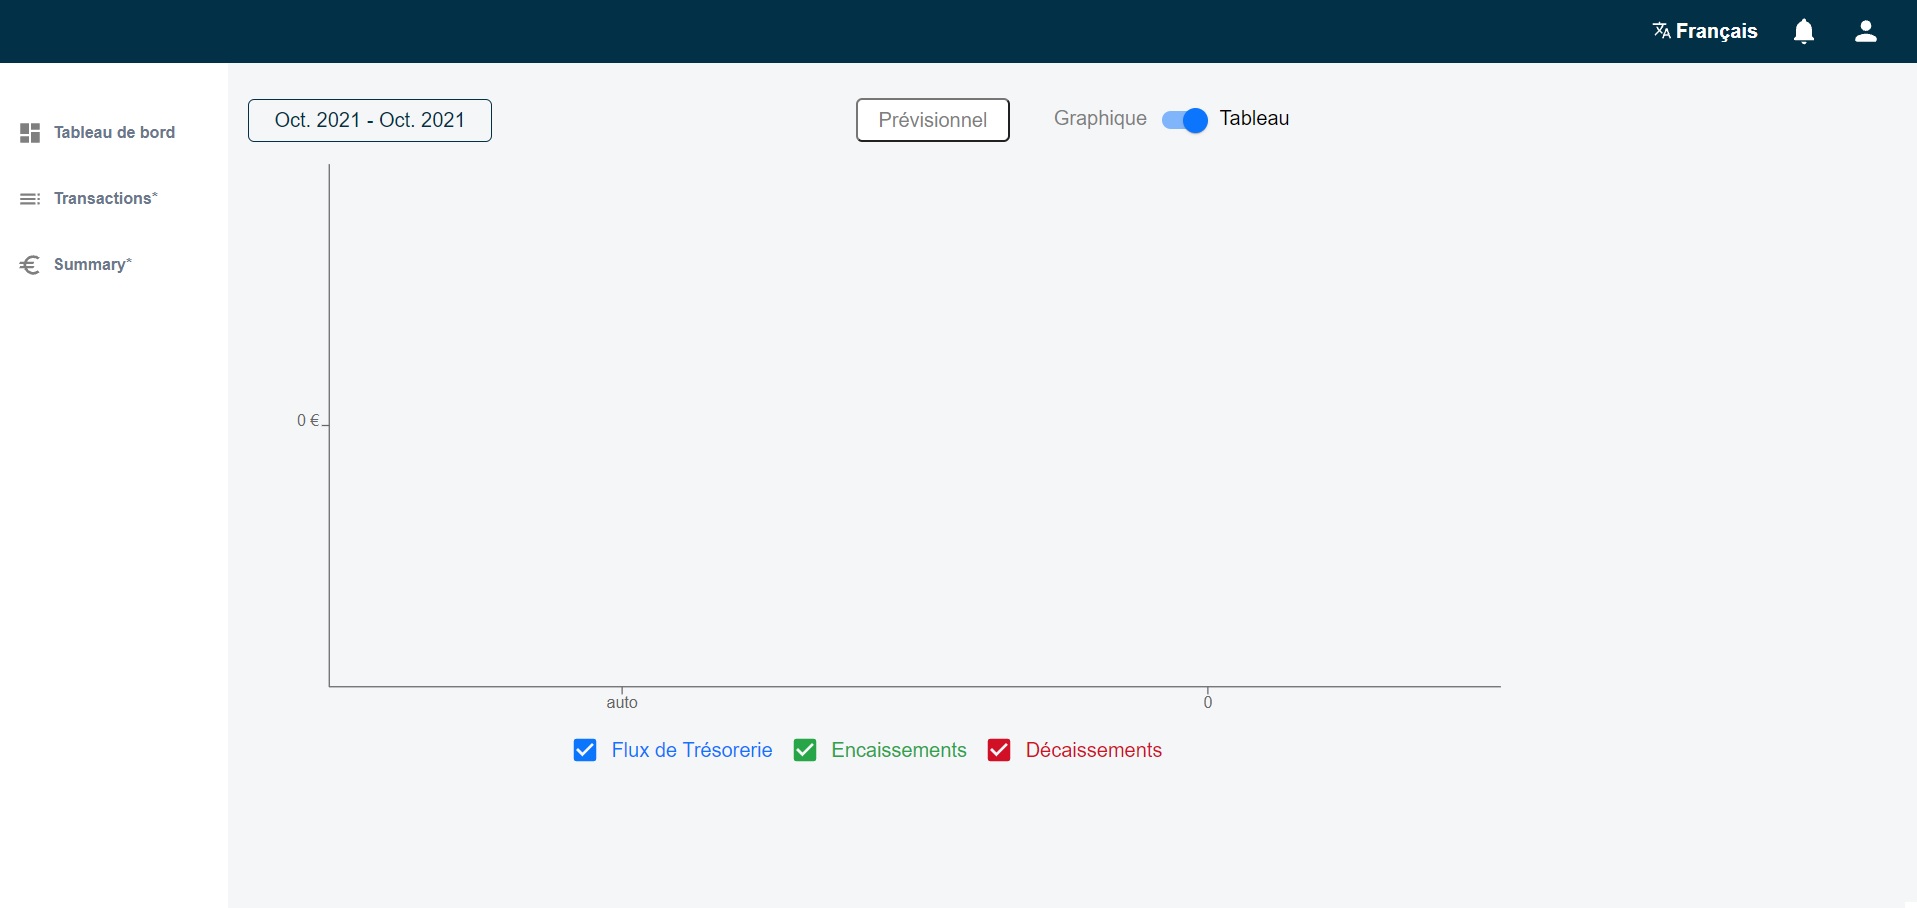 Français
Tableau de bord
Transactions*
Summary*
Oct. 2021 - Oct. 2021
Prévisionnel
Graphique
Tableau
0 €
auto
0
Flux de Trésorerie
Encaissements
Décaissements